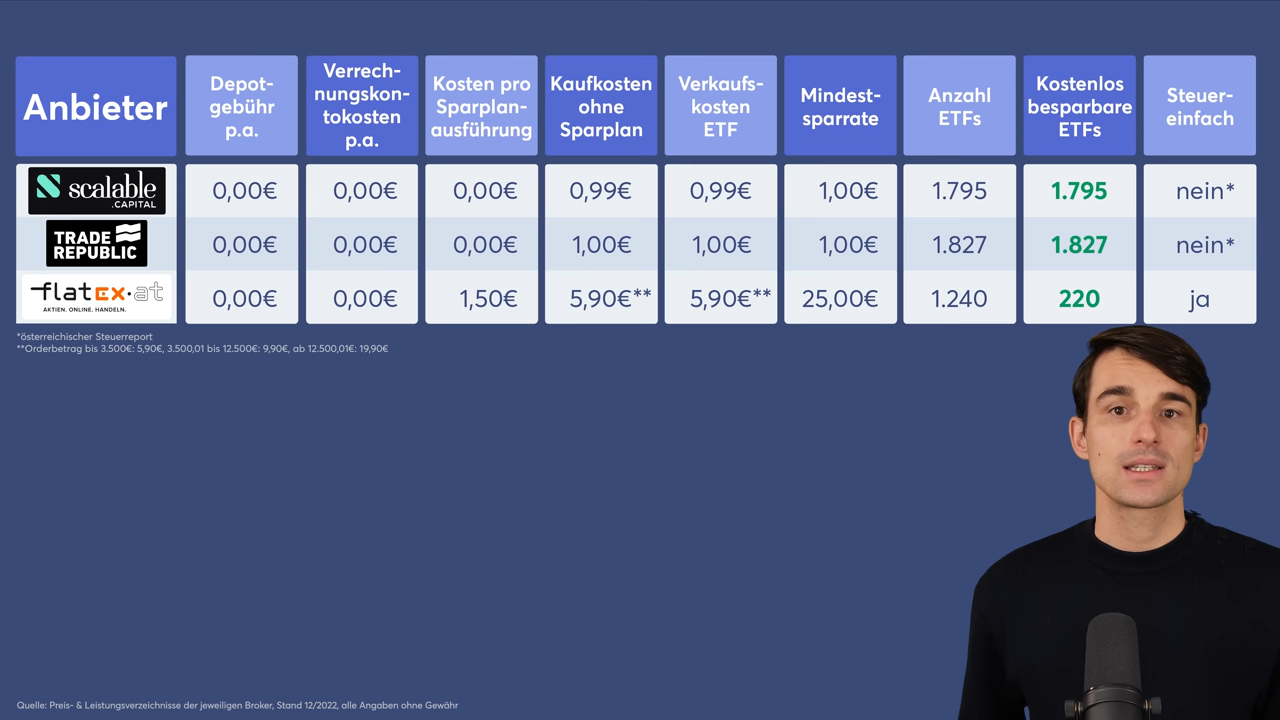 Anbieter
Depot-
gebühr
p.a.
Verrech-
nungskon-
tokosten
p.a.
Kosten pro
Sparplan-
ausführung
Kaufkosten
ohne
Sparplan
Verkaufs-
kosten
ETF
Mindest-
sparrate
Anzahl
ETFs
Kostenlos
besparbare
ETFs
Steuer-
einfach
scalable
.CAPITAL
0,00€ 0,00€ 0,00€ 0,99€ 0,99€ 1,00€ 1.795 1.795 nein*
TRADE
REPUBLIC
0,00€ 0,00€ 0,00€ 1,00€ 1,00€ 1,00€ 1.827 1.827 nein*
flatex.at
AKTIEN. ONLINE. HANDELN.
0,00€ 0,00€ 1,50€ 5,90€** 5,90€** 25,00€ 1.240 220 ja
*österreichischer Steuerreport
**Orderbetrag bis 3.500€: 5,90€, 3.500,01 bis 12.500€: 9,90€, ab 12.500,01€: 19,90€
Quelle: Preis- & Leistungsverzeichnisse der jeweiligen Broker, Stand 12/2022, alle Angaben ohne Gewähr